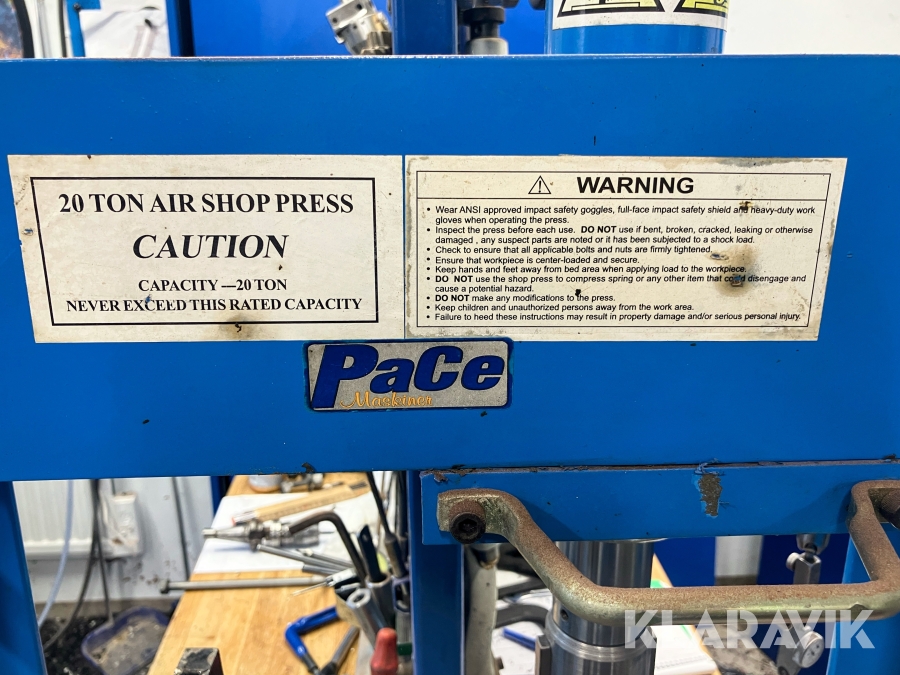 20 TON AIR SHOP PRESS
CAUTION
CAPACITY —20 TON
NEVER EXCEED THIS RATED CAPACITY
⚠ WARNING
• Wear ANSI approved impact safety goggles, full-face impact safety shield and heavy-duty work
gloves when operating the press.
• Inspect the press before each use. DO NOT use if bent, broken, cracked, leaking or otherwise
damaged , any suspect parts are noted or it has been subjected to a shock load.
• Check to ensure that all applicable bolts and nuts are firmly tightened.
• Ensure that workpiece is center-loaded and secure.
• Keep hands and feet away from bed area when applying load to the workpiece.
• DO NOT use the shop press to compress spring or any other item that could disengage and
cause a potential hazard.
• DO NOT make any modifications to the press.
• Keep children and unauthorized persons away from the work area.
• Failure to heed these instructions may result in property damage and/or serious personal injury.
PaCe
Maskiner
KLARAVIK